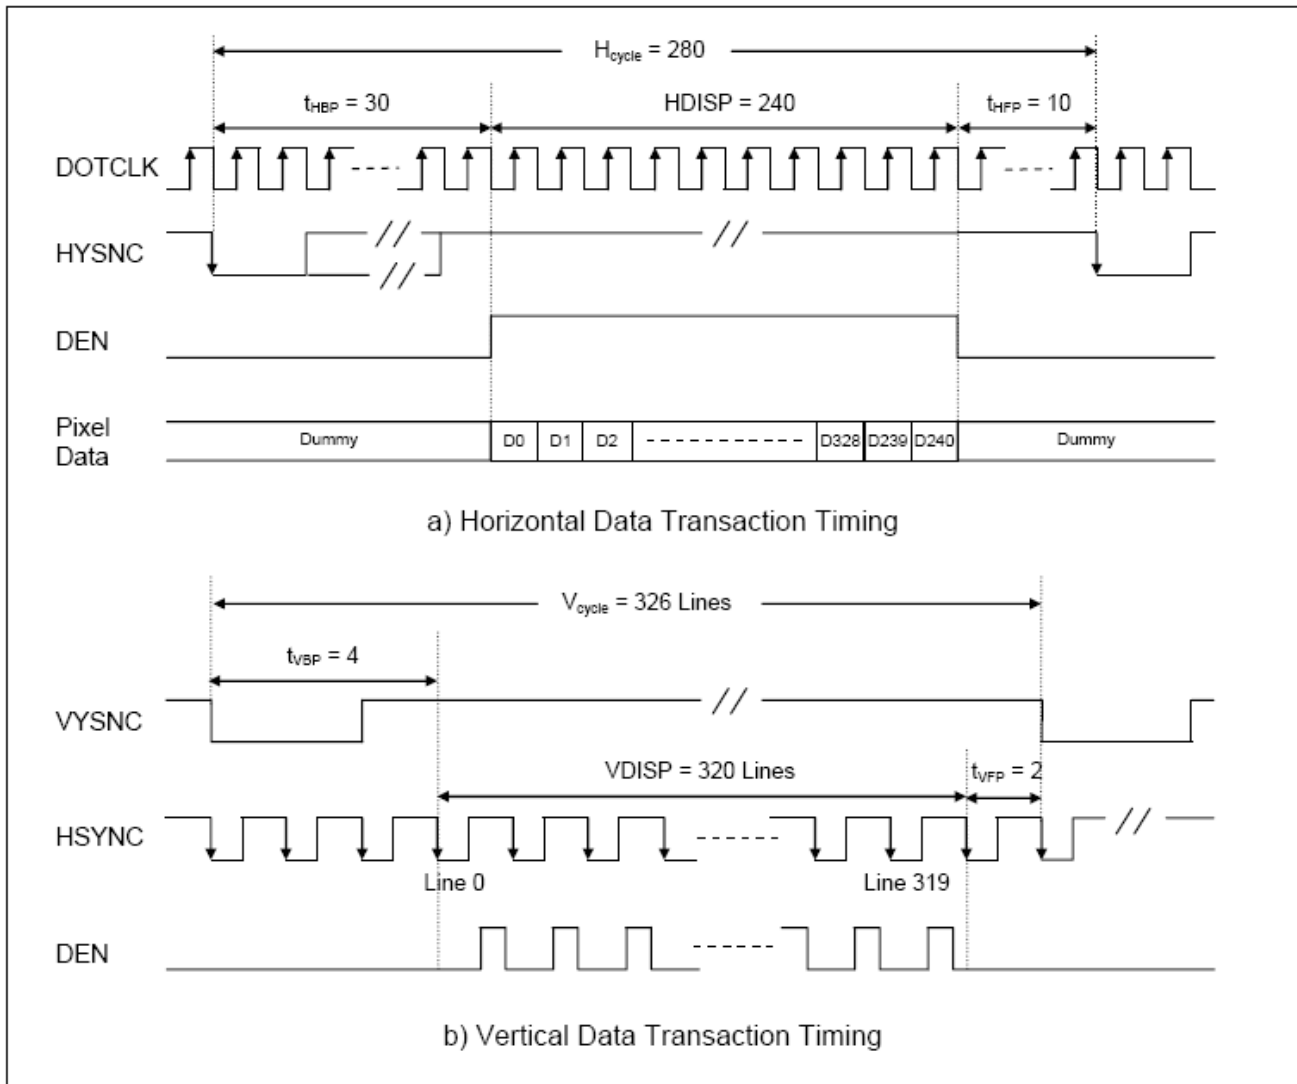 Hcycle = 280
tHBP = 30 HDISP = 240 tHFP = 10
DOTCLK
HYSNC
DEN
Pixel Data
Dummy D0 D1 D2 D328 D239 D240 Dummy
a) Horizontal Data Transaction Timing
Vcycle = 326 Lines
tVBP = 4
VYSNC
VDISP = 320 Lines tVFP = 2
HSYNC
Line 0 Line 319
DEN
b) Vertical Data Transaction Timing